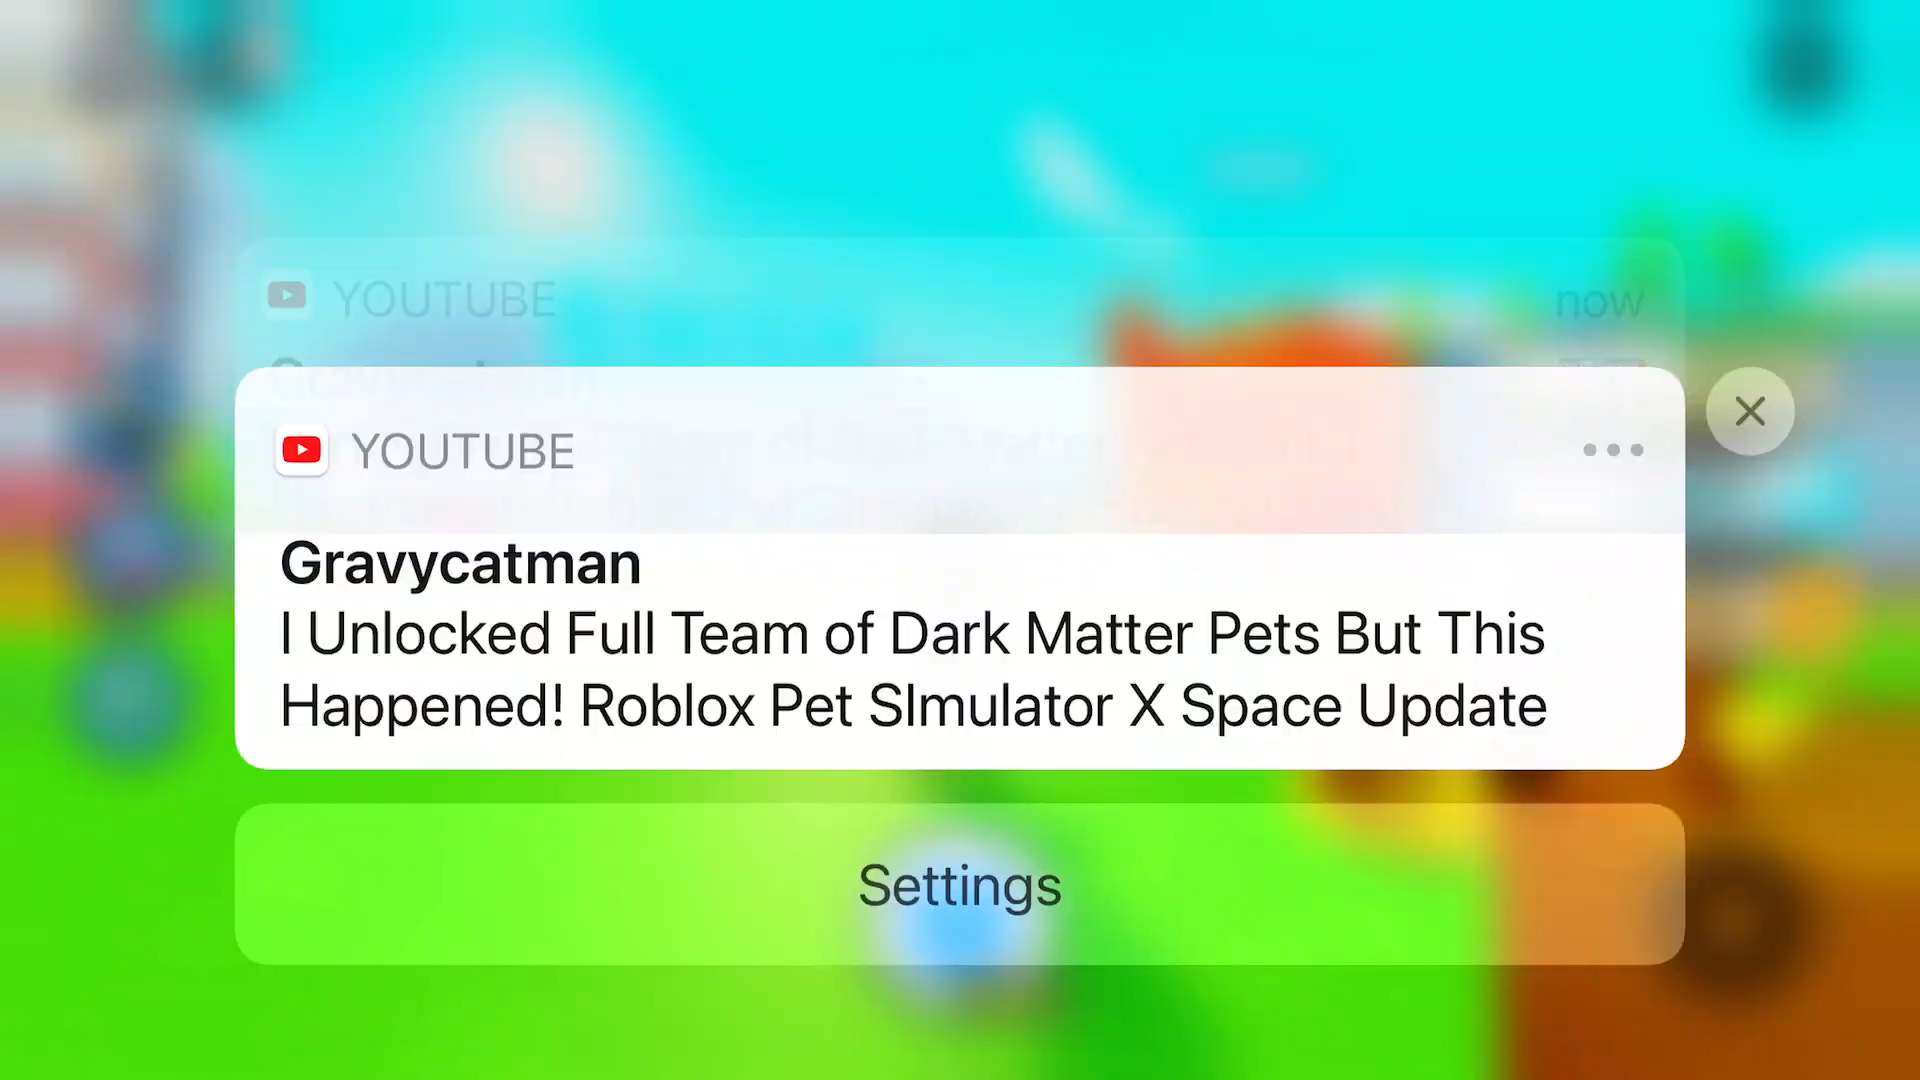 YOUTUBE
now
YOUTUBE
Gravycatman
I Unlocked Full Team of Dark Matter Pets But This
Happened! Roblox Pet SImulator X Space Update
Settings